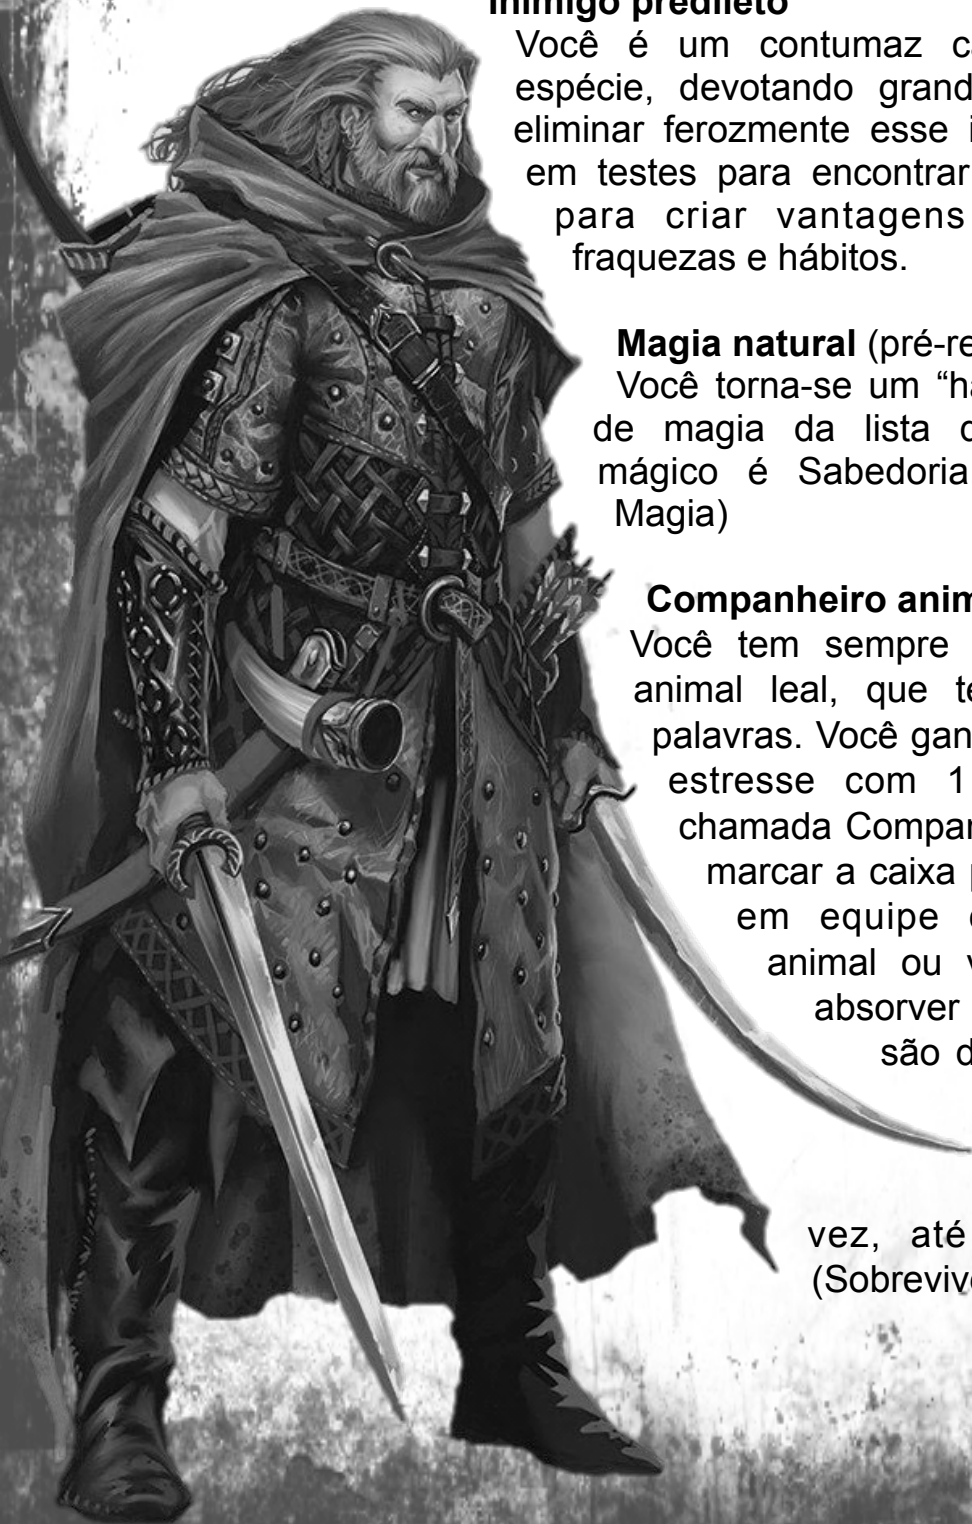 Inimigo predileto
Você é um contumaz ca
espécie, devotando grand
eliminar ferozmente esse i
em testes para encontrar
para criar vantagens
fraquezas e hábitos.
Magia natural (pré-re
Você torna-se um “ha
de magia da lista d
mágico é Sabedoria
Magia)
Companheiro anim
Você tem sempre
animal leal, que te
palavras. Você gan
estresse com 1
chamada Compan
marcar a caixa p
em equipe c
animal ou v
absorver
são d
vez, até
(Sobrevive